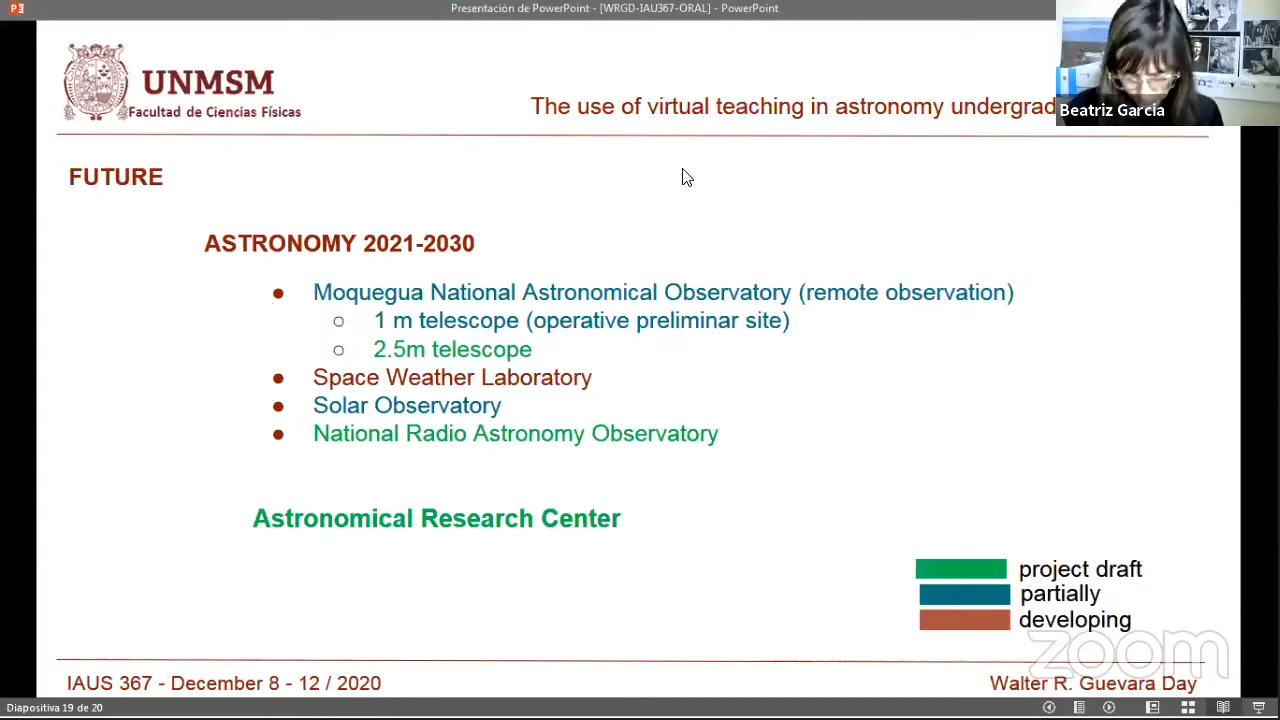 Presentación de PowerPoint - [WRGD-IAU367-ORAL] - PowerPoint
UNMSM
Facultad de Ciencias Físicas
The use of virtual teaching in astronomy undergrad
Beatriz García
FUTURE
ASTRONOMY 2021-2030
● Moquegua National Astronomical Observatory (remote observation)
○ 1 m telescope (operative preliminar site)
○ 2.5m telescope
● Space Weather Laboratory
● Solar Observatory
● National Radio Astronomy Observatory
Astronomical Research Center
project draft
partially
developing
zoom
IAUS 367 - December 8 - 12 / 2020
Walter R. Guevara Day
Diapositiva 19 de 20